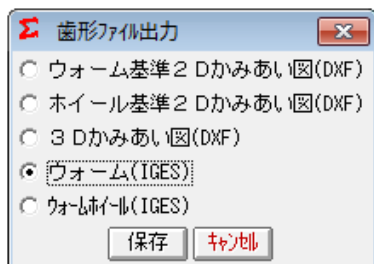 歯形ﾌｧｲﾙ出力
ウォーム基準２Ｄかみあい図(DXF)
ホイール基準２Ｄかみあい図(DXF)
３Ｄかみあい図(DXF)
ウォーム(IGES)
ｳｫｰﾑﾎｲｰﾙ(IGES)
保存 ｷｬﾝｾﾙ